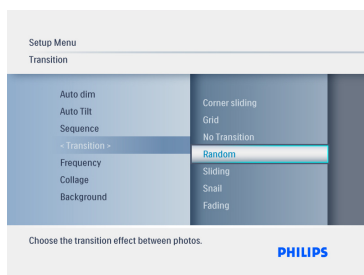 Setup Menu
Transition
Auto dim
Auto Tilt
Sequence
< Transition >
Frequency
Collage
Background
Corner sliding
Grid
No Transition
Random
Sliding
Snail
Fading
Choose the transition effect between photos.
PHILIPS